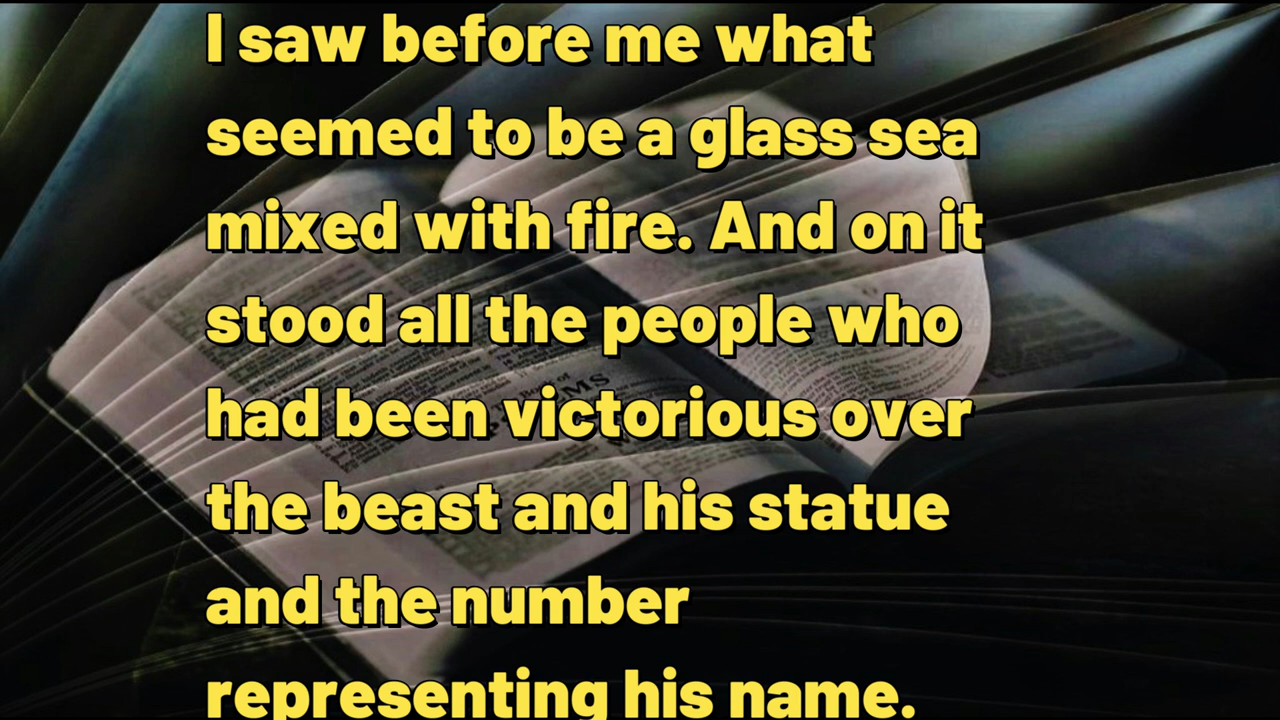 I saw before me what
seemed to be a glass sea
mixed with fire. And on it
stood all the people who
had been victorious over
the beast and his statue
and the number
representing his name.